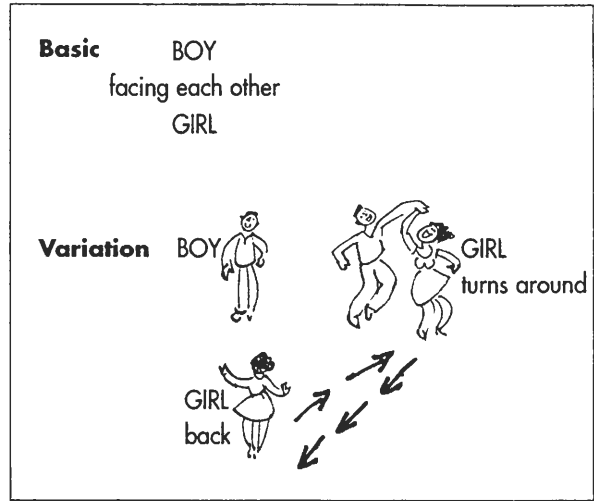 Basic BOY
facing each other
GIRL
Variation BOY
GIRL
turns around
GIRL
back